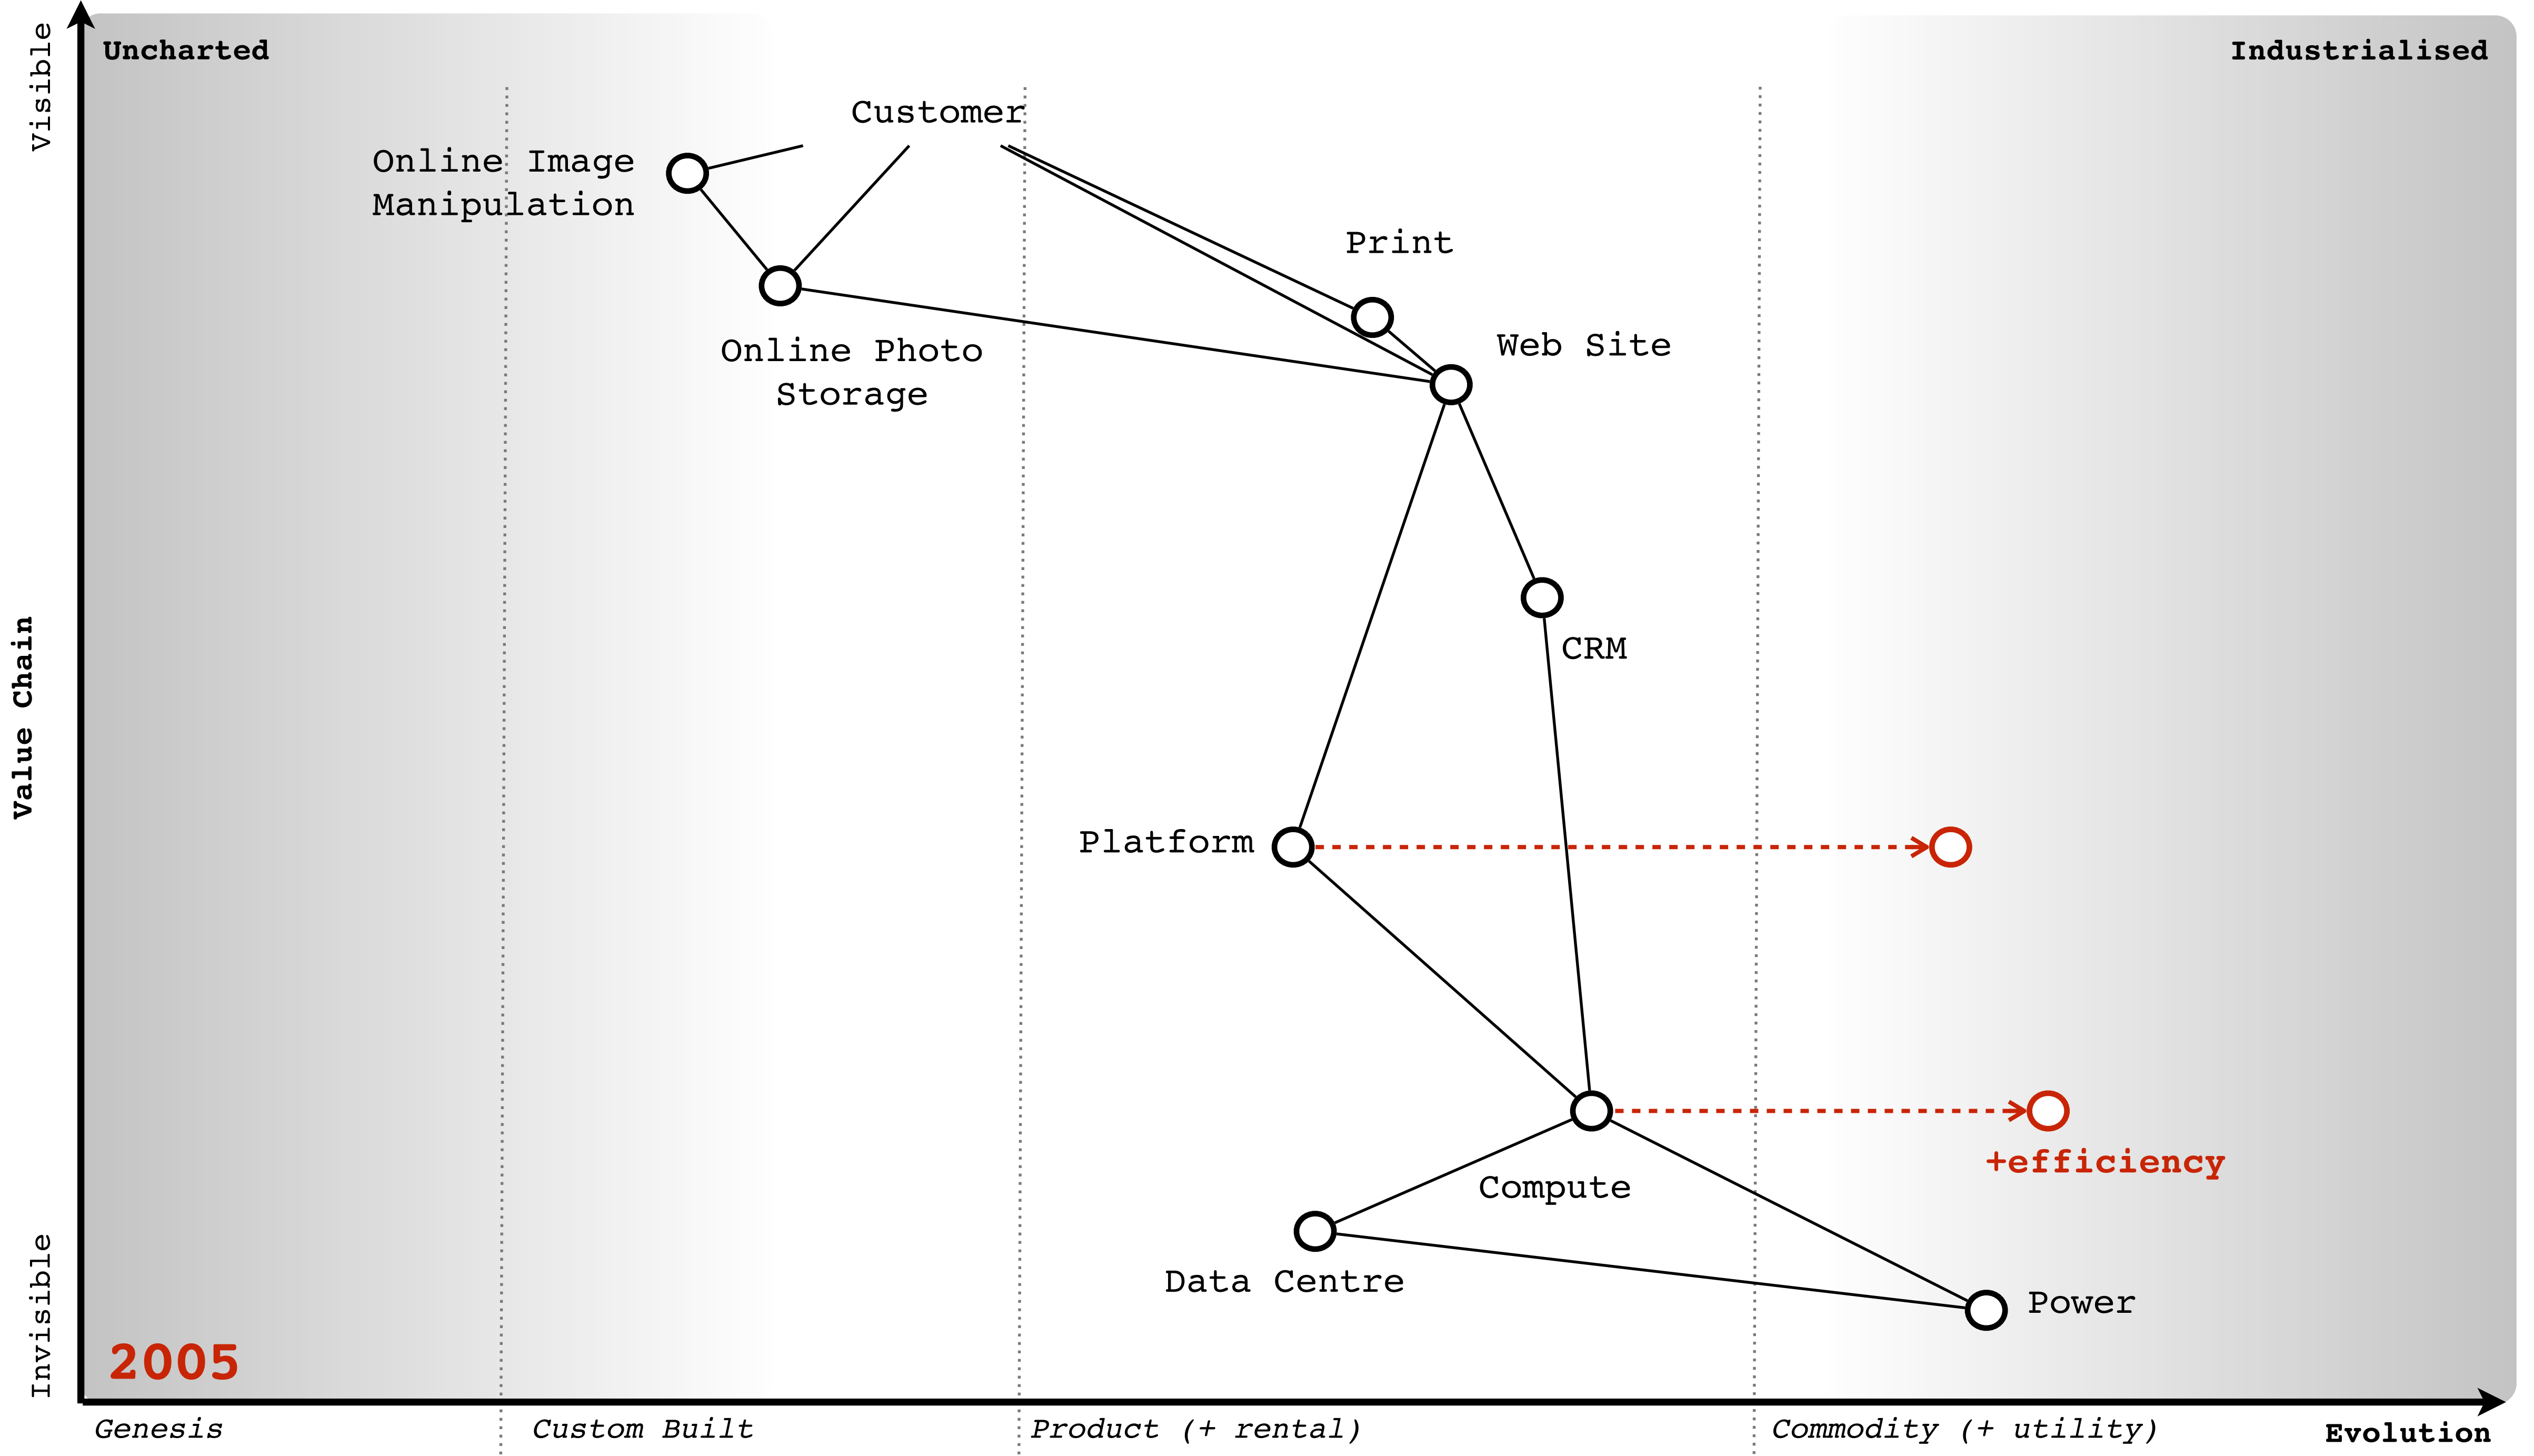 Visible
Uncharted
Industrialised
Customer
Online Image
Manipulation
Print
Web Site
Online Photo
Storage
Value Chain
CRM
Platform
+efficiency
Compute
Data Centre
Power
Invisible
2005
Genesis
Custom Built
Product (+ rental)
Commodity (+ utility)
Evolution